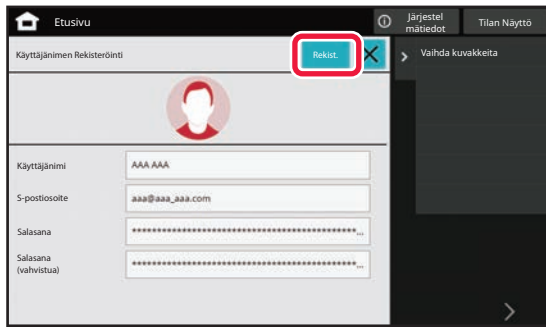 Etusivu
Järjestel
mätiedot
Tilan Näyttö
Käyttäjänimen Rekisteröinti
Rekist.
Vaihda kuvakkeita
Käyttäjänimi
AAA AAA
S-postiosoite
aaa@aaa_aaa.com
Salasana
************************************************...
Salasana
(vahvistua)
************************************************...